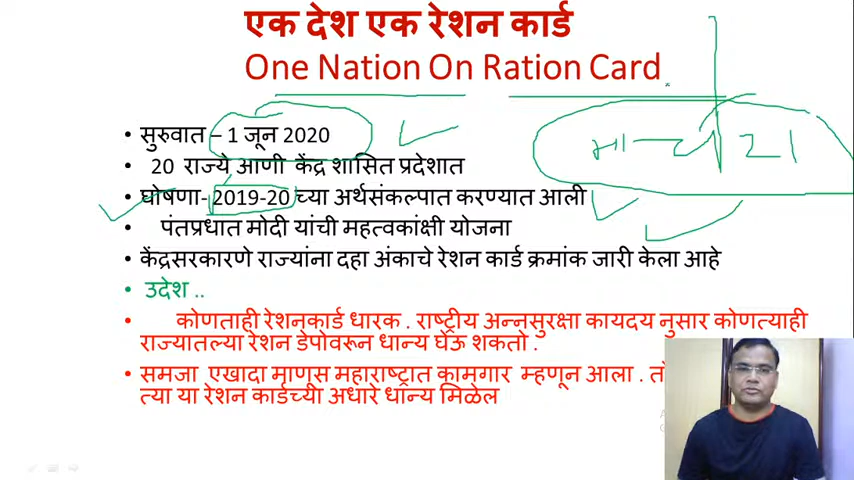 एक देश एक रेशन कार्ड
One Nation On Ration Card
• सुरुवात – 1 जून 2020
• 20 राज्ये आणी केंद्र शासित प्रदेशात
• घोषणा- 2019-20 च्या अर्थसंकल्पात करण्यात आली
• पंतप्रधात मोदी यांची महत्वकांक्षी योजना
• केंद्रसरकारणे राज्यांना दहा अंकाचे रेशन कार्ड क्रमांक जारी केला आहे
• उदेश ..
• कोणताही रेशनकार्ड धारक . राष्ट्रीय अन्नसुरक्षा कायदय नुसार कोणत्याही
राज्यातल्या रेशन डेपोवरून धान्य घेऊ शकतो .
• समजा एखादा माणूस महाराष्ट्रात कामगार म्हणून आला . तो
त्या या रेशन कार्डच्या अधारे धान्य मिळेल
मार्च 21